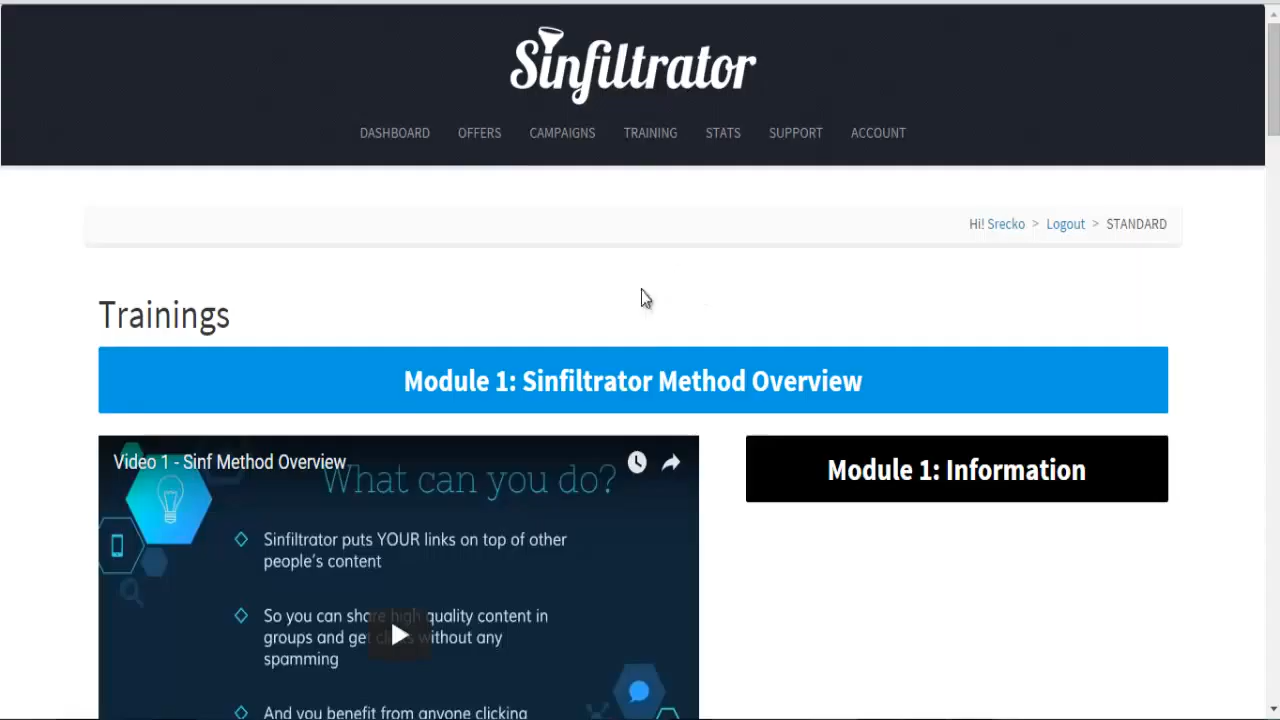 Sinfiltrator
DASHBOARD OFFERS CAMPAIGNS TRAINING STATS SUPPORT ACCOUNT
Hi! Srecko > Logout > STANDARD
Trainings
Module 1: Sinfiltrator Method Overview
Video 1 - Sinf Method Overview
What can you do?
Sinfiltrator puts YOUR links on top of other
people's content
So you can share high quality content in
groups and get clicks without any
spamming
And you benefit from anyone clicking
Module 1: Information